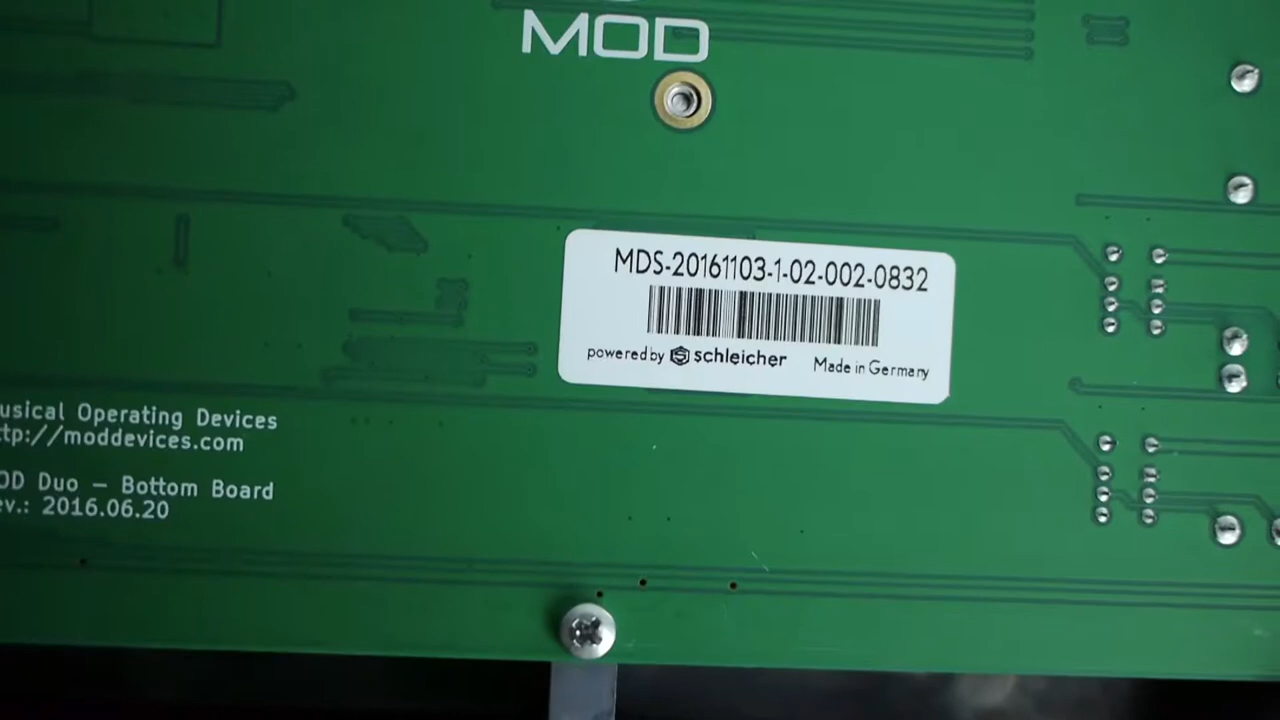 MOD
MDS-20161103-1-02-002-0832
powered by schleicher Made in Germany
usical Operating Devices
ttp://moddevices.com
OD Duo – Bottom Board
ev.: 2016.06.20